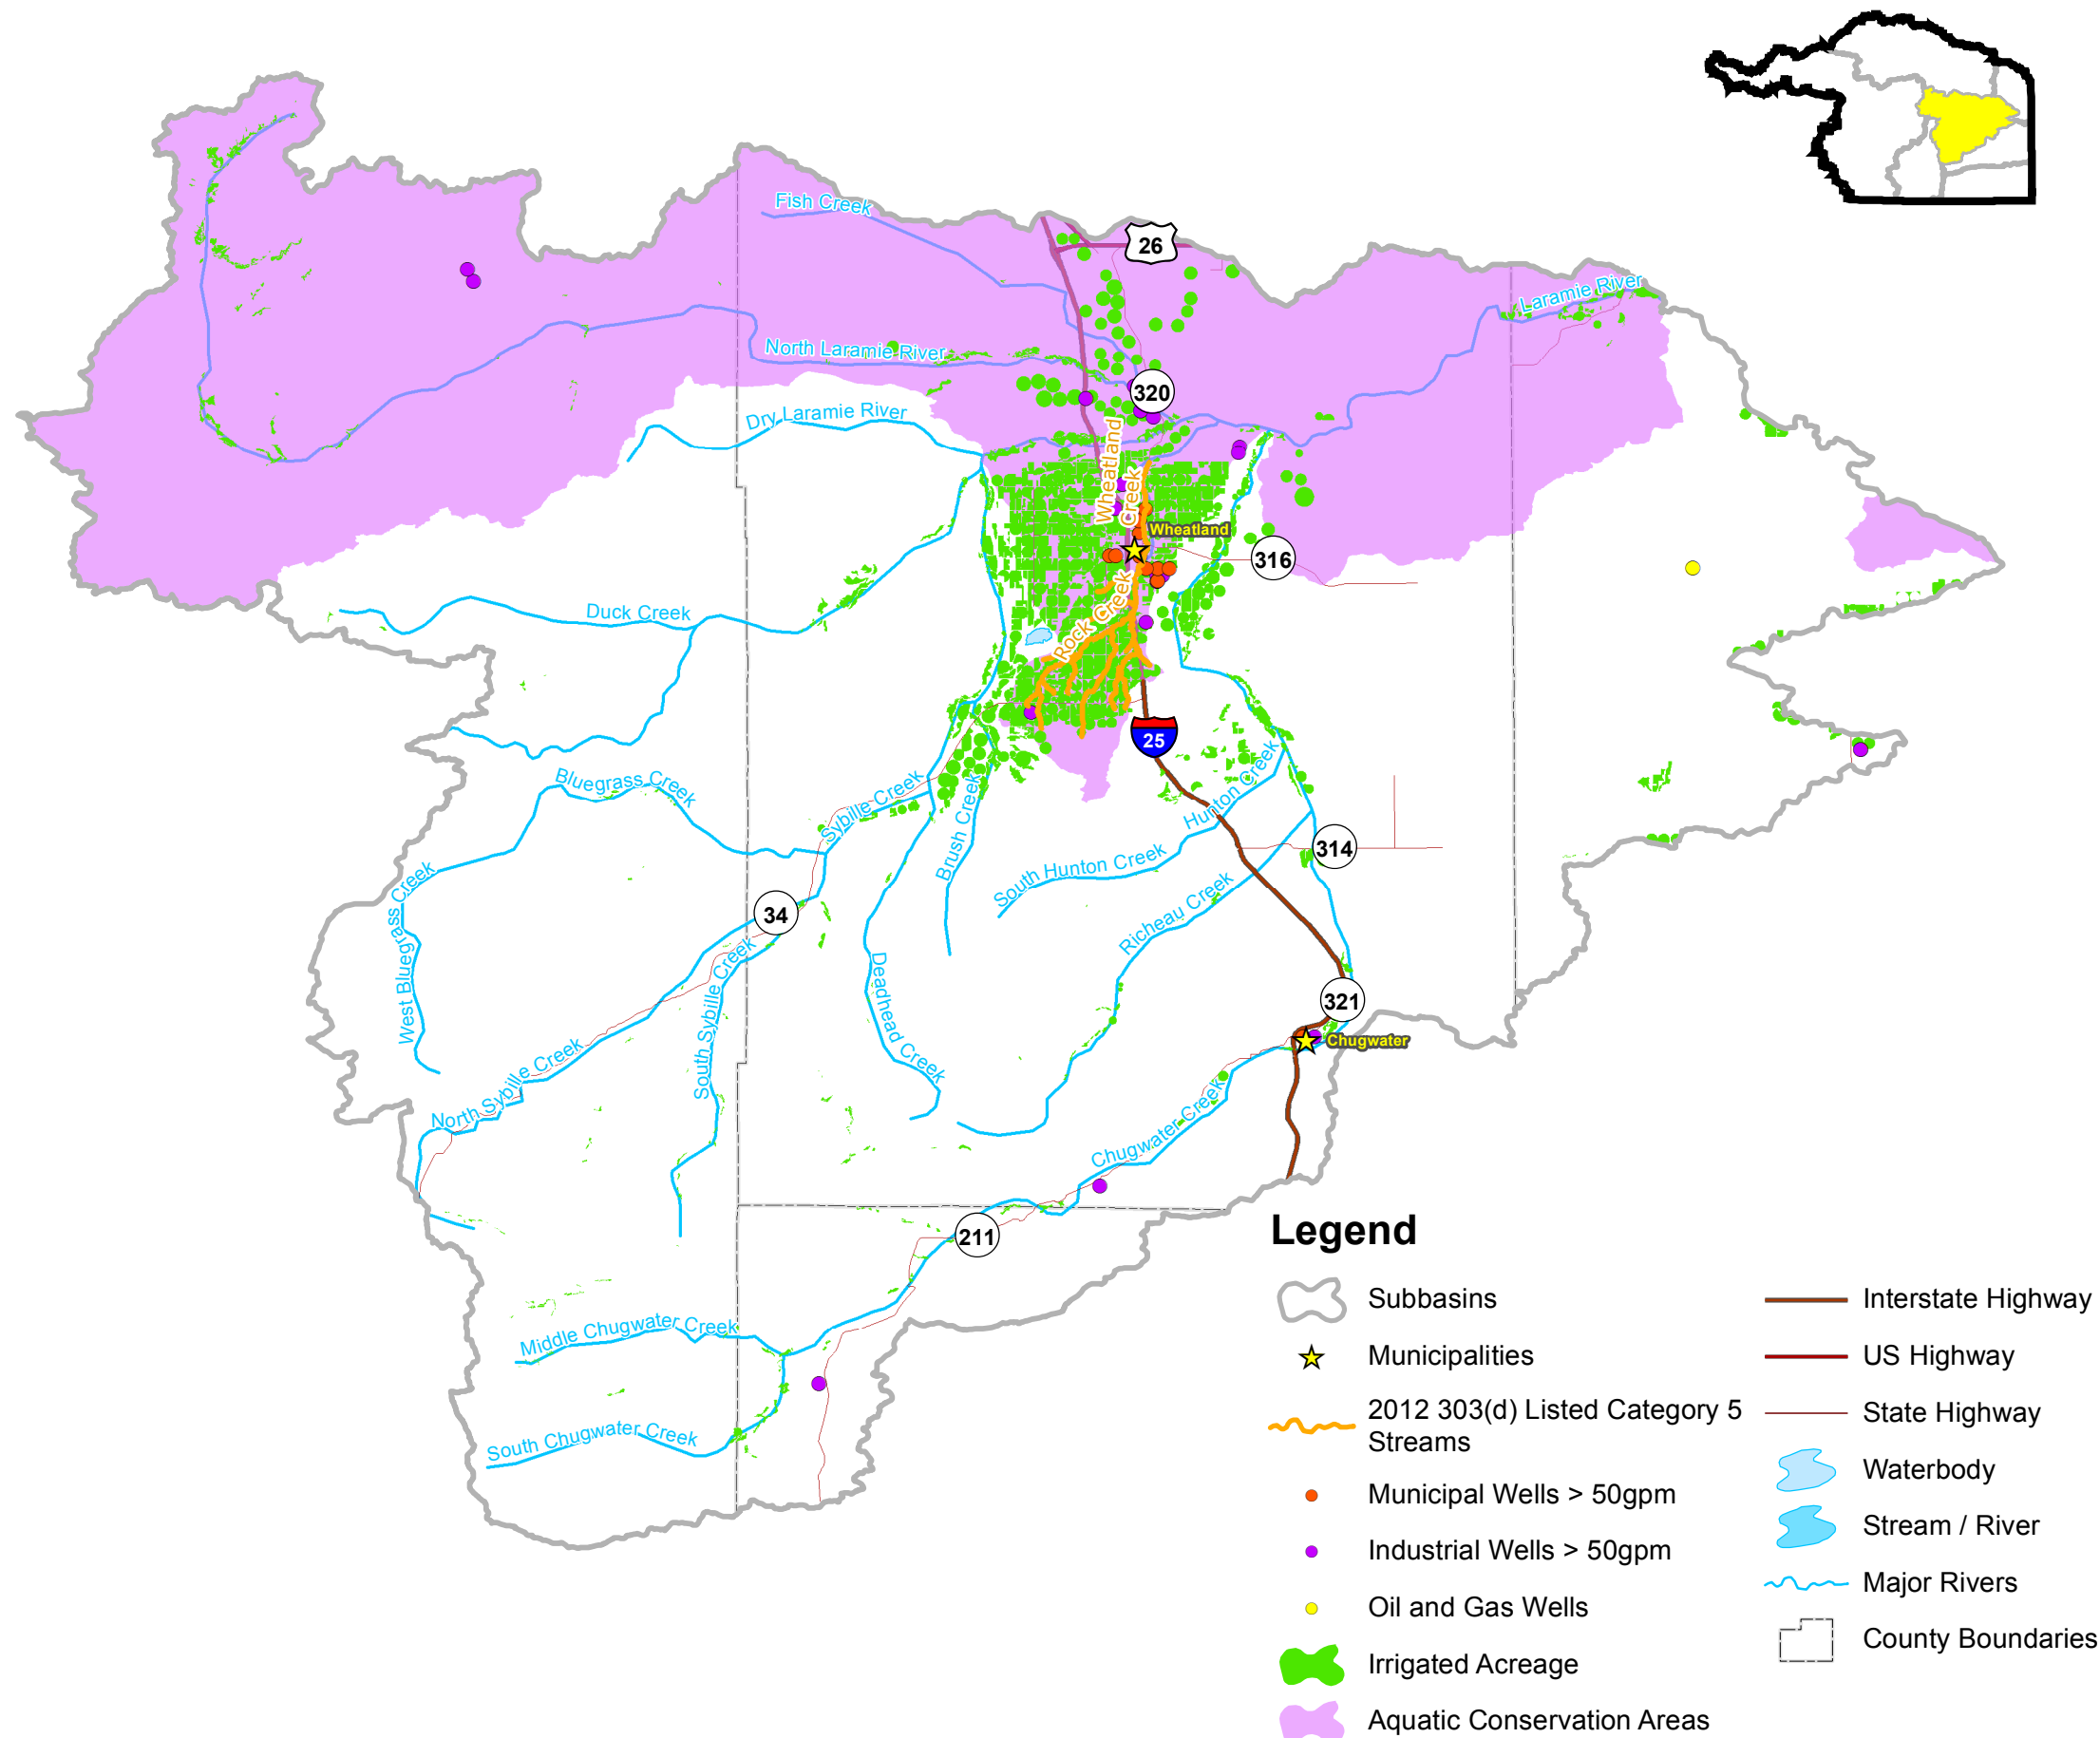 Fish Creek
26
Laramie River
North Laramie River
320
Dry Laramie River
Wheatland
Creek
Wheatland
316
Duck Creek
Rock Creek
25
Bluegrass Creek
Sybille Creek
Brush Creek
Hunton Creek
314
South Hunton Creek
West Bluegrass Creek
Richeau Creek
34
South Sybille Creek
Deadhead Creek
321
Chugwater
North Sybille Creek
Chugwater Creek
211
Middle Chugwater Creek
South Chugwater Creek
Legend
Subbasins
Municipalities
2012 303(d) Listed Category 5
Streams
Municipal Wells > 50gpm
Industrial Wells > 50gpm
Oil and Gas Wells
Irrigated Acreage
Aquatic Conservation Areas
Interstate Highway
US Highway
State Highway
Waterbody
Stream / River
Major Rivers
County Boundaries